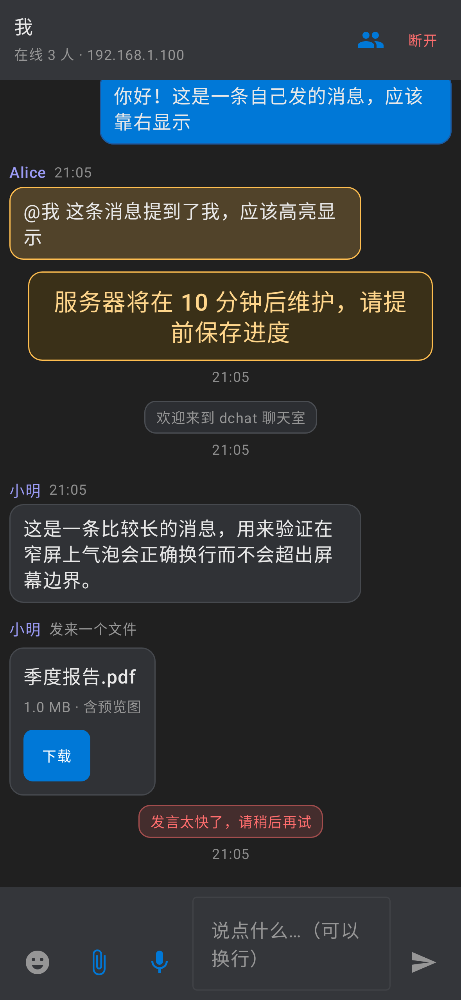 我
在线 3 人 · 192.168.1.100
断开
你好！这是一条自己发的消息，应该
靠右显示
Alice 21:05
@我 这条消息提到了我，应该高亮显
示
服务器将在 10 分钟后维护，请提
前保存进度
21:05
欢迎来到 dchat 聊天室
21:05
小明 21:05
这是一条比较长的消息，用来验证在
窄屏上气泡会正确换行而不会超出屏
幕边界。
小明 发来一个文件
季度报告.pdf
1.0 MB · 含预览图
下载
发言太快了，请稍后再试
21:05
说点什么…（可以
换行）